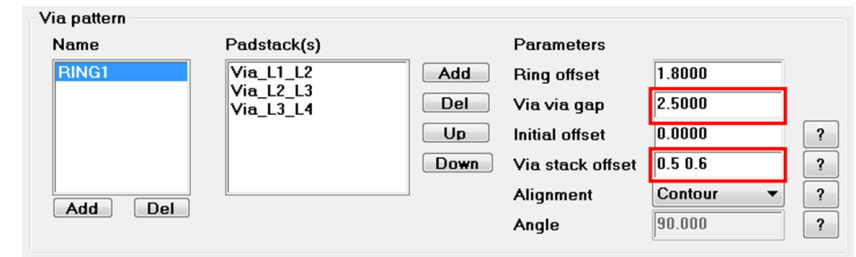 Via pattern
Name
Padstack(s)
Parameters
RING1
Via_L1_L2
Via_L2_L3
Via_L3_L4
Add
Del
Up
Down
Ring offset 1.8000
Via via gap 2.5000
Initial offset 0.0000 ?
Via stack offset 0.5 0.6 ?
Alignment Contour ?
Angle 90.000 ?
Add Del